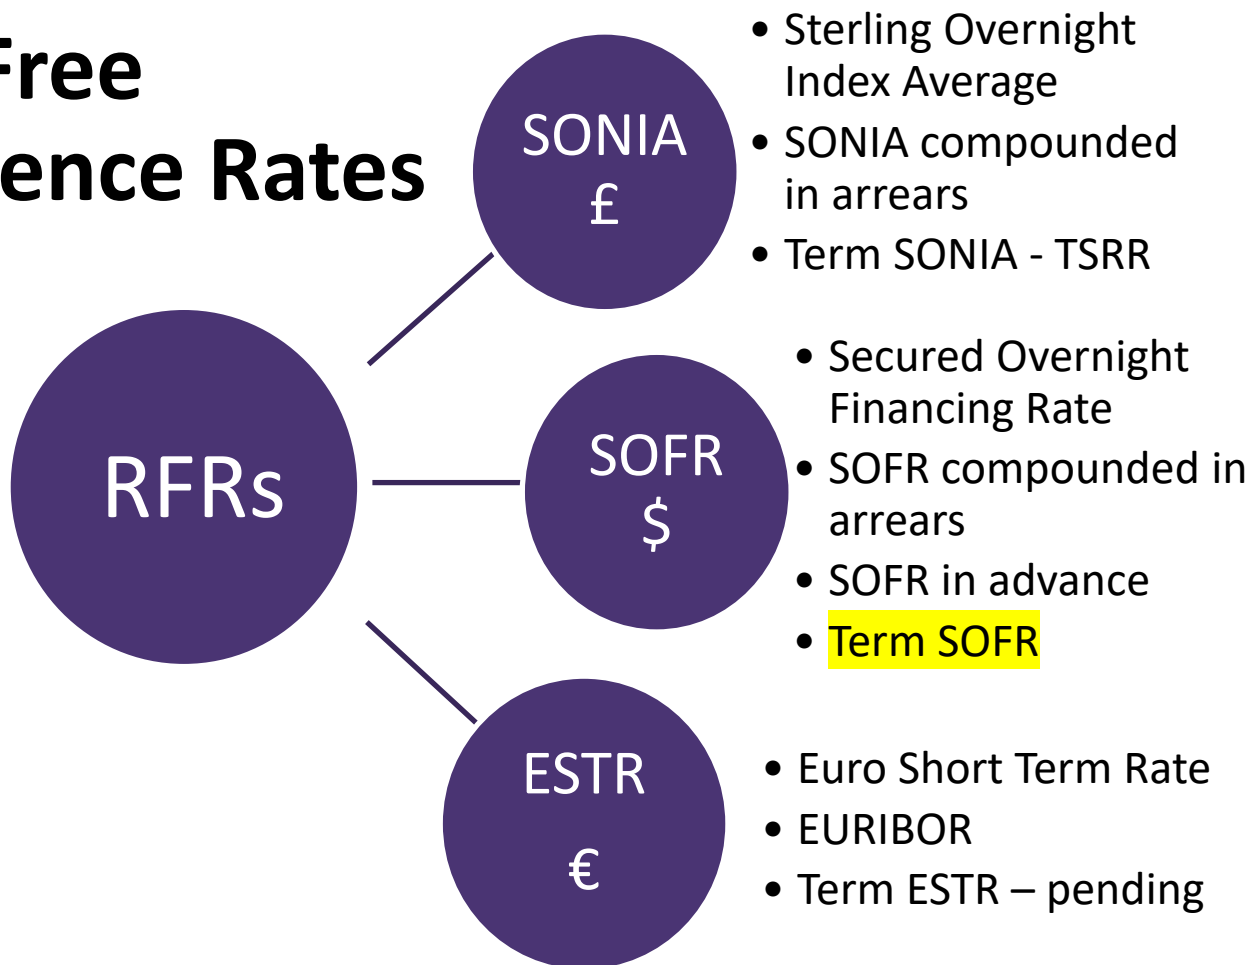 Free
ence Rates
SONIA
£
• Sterling Overnight
Index Average
• SONIA compounded
in arrears
• Term SONIA - TSRR
RFRs
SOFR
$
• Secured Overnight
Financing Rate
• SOFR compounded in
arrears
• SOFR in advance
• Term SOFR
ESTR
€
• Euro Short Term Rate
• EURIBOR
• Term ESTR – pending